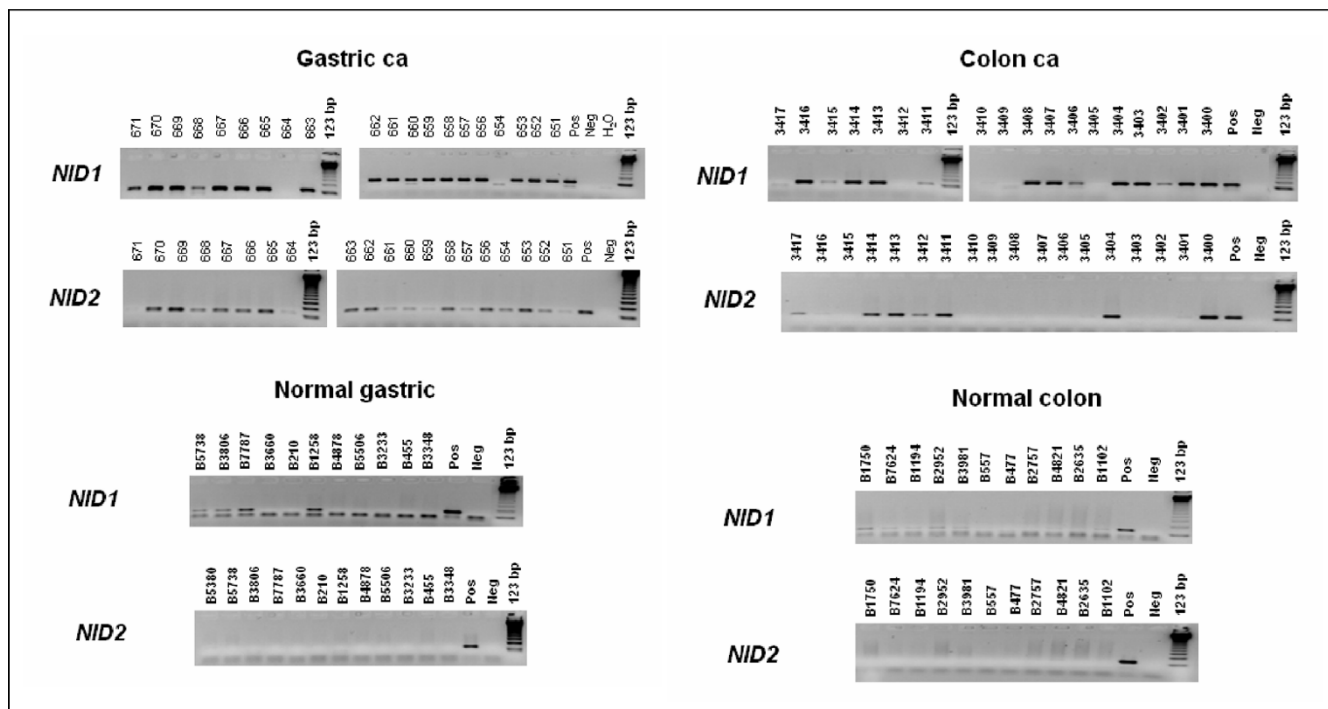 Gastric ca
671 670 669 668 667 666 665 664 663 123 bp 662 661 660 659 658 657 656 654 653 652 651 Pos Neg H₂O 123 bp
NID1
671 670 669 668 667 666 665 664 123 bp 663 662 661 660 659 658 657 656 654 653 652 651 Pos Neg 123 bp
NID2
Normal gastric
B5738 B3806 B7787 B3660 B210 B1258 B4878 B5506 B3233 B455 B3348 Pos Neg 123 bp
NID1
B5380 B5738 B3806 B7787 B3660 B210 B1258 B4878 B5506 B3233 B455 B3348 Pos Neg 123 bp
NID2
Colon ca
3417 3416 3415 3414 3413 3412 3411 123 bp 3410 3409 3408 3407 3406 3405 3404 3403 3402 3401 3400 Pos Neg 123 bp
NID1
3417 3416 3415 3414 3413 3412 3411 3410 3409 3408 3407 3406 3405 3404 3403 3402 3401 3400 Pos Neg 123 bp
NID2
Normal colon
B1750 B7624 B1194 B2952 B3981 B557 B477 B2757 B4821 B2635 B1102 Pos Neg 123 bp
NID1
B1750 B7624 B1194 B2952 B3981 B557 B477 B2757 B4821 B2635 B1102 Pos Neg 123 bp
NID2